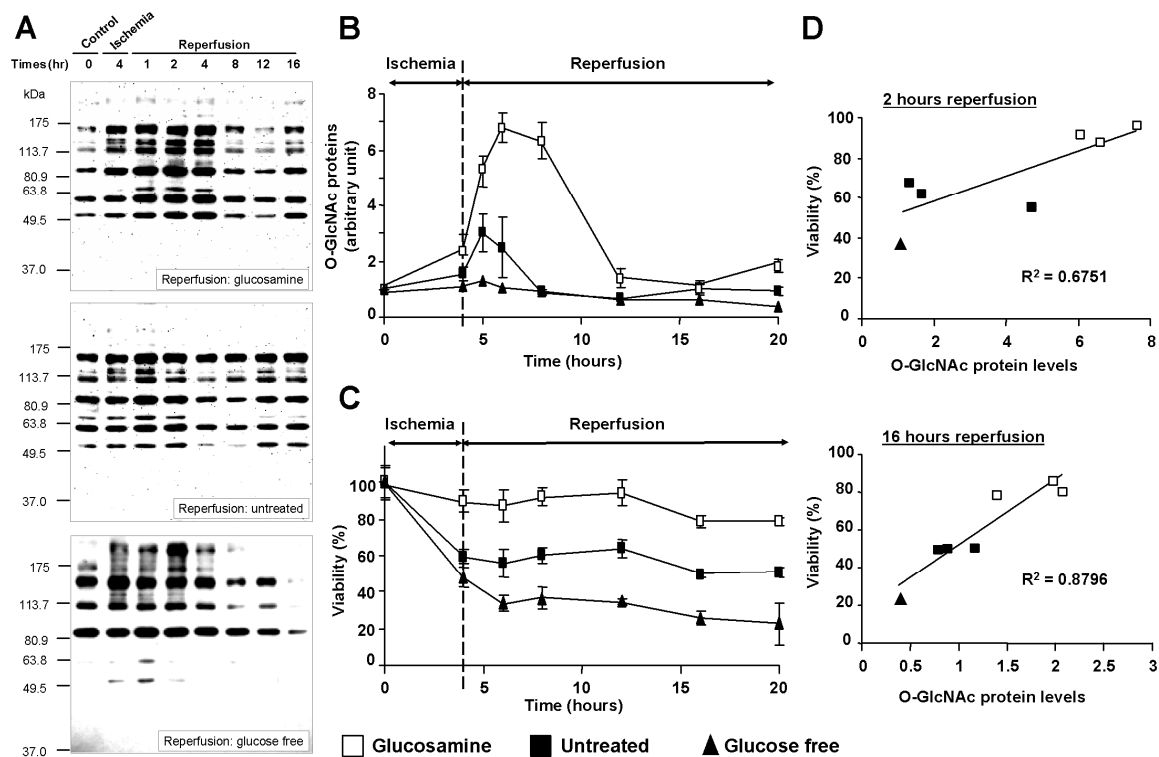 A
Control
Ischemia
Reperfusion
Times (hr) 0 4 1 2 4 8 12 16
kDa
175
113.7
80.9
63.8
49.5
37.0
Reperfusion: glucosamine
175
113.7
80.9
63.8
49.5
37.0
Reperfusion: untreated
175
113.7
80.9
63.8
49.5
37.0
Reperfusion: glucose free
B
Ischemia Reperfusion
O-GlcNAc proteins
(arbitrary unit)
8
6
4
2
0
0 5 10 15 20
Time (hours)
C
Ischemia Reperfusion
Viability (%)
100
80
60
40
20
0
0 5 10 15 20
Time (hours)
Glucosamine Untreated Glucose free
D
2 hours reperfusion
Viability (%)
100
80
60
40
20
0
R² = 0.6751
2 4 6 8
O-GlcNAc protein levels
16 hours reperfusion
Viability (%)
100
80
60
40
20
0
R² = 0.8796
0.5 1 1.5 2 2.5 3
O-GlcNAc protein levels